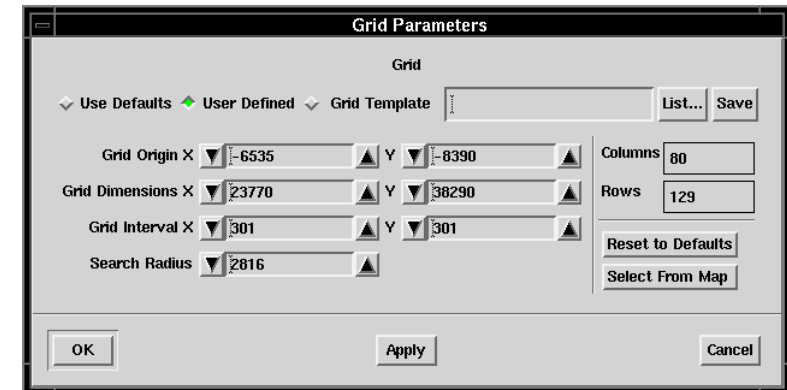 Grid Parameters
Grid
Use Defaults User Defined Grid Template List... Save
Grid Origin X -6535 Y -8390 Columns 80
Grid Dimensions X 23770 Y 38290 Rows 129
Grid Interval X 301 Y 301
Reset to Defaults
Search Radius 2816
Select From Map
OK Apply Cancel